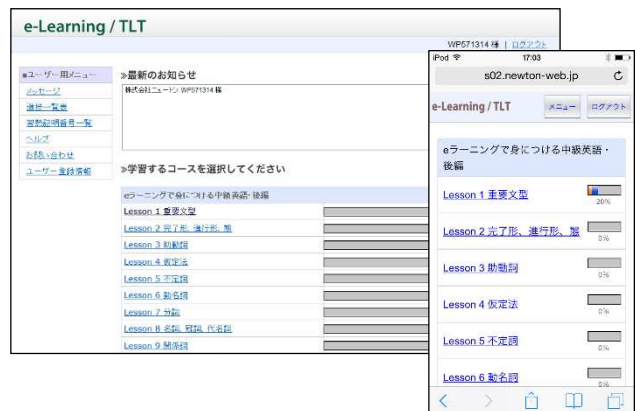 e-Learning / TLT
WP571314 様 | ログアウト
■ユーザー用メニュー
メッセージ
進捗一覧表
習熟証明番号一覧
ヘルプ
お問い合わせ
ユーザー登録情報
≫最新のお知らせ
株式会社ニュートン WP571314 様
≫学習するコースを選択してください
eラーニングで身につける中級英語・後編
Lesson 1 重要文型
Lesson 2 完了形、進行形、態
Lesson 3 助動詞
Lesson 4 仮定法
Lesson 5 不定詞
Lesson 6 動名詞
Lesson 7 分詞
Lesson 8 名詞、冠詞、代名詞
Lesson 9 関係詞
iPod 17:03
s02.newton-web.jp
e-Learning / TLT メニュー ログアウト
eラーニングで身につける中級英語・
後編
Lesson 1 重要文型
20%
Lesson 2 完了形、進行形、態
0%
Lesson 3 助動詞
0%
Lesson 4 仮定法
0%
Lesson 5 不定詞
0%
Lesson 6 動名詞
0%